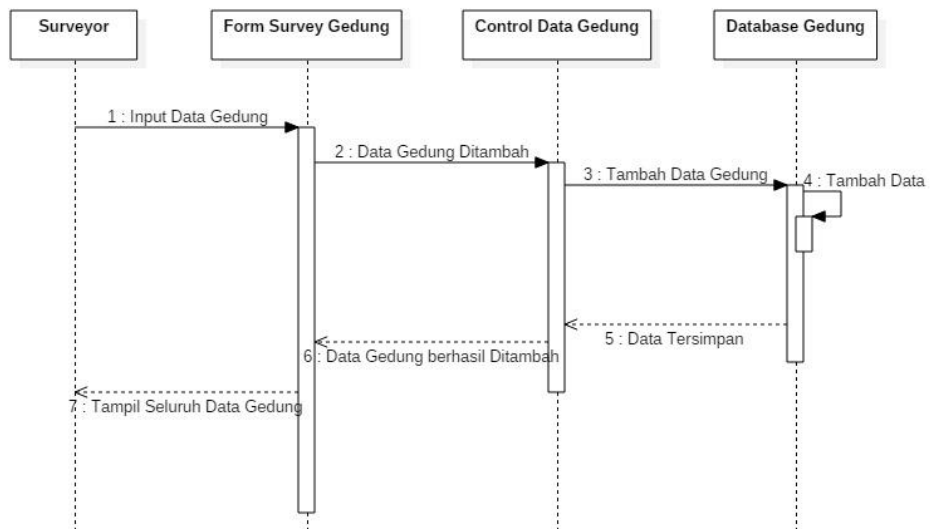 Surveyor
Form Survey Gedung
Control Data Gedung
Database Gedung
1 : Input Data Gedung
2 : Data Gedung Ditambah
3 : Tambah Data Gedung
4 : Tambah Data
5 : Data Tersimpan
6 : Data Gedung berhasil Ditambah
7 : Tampil Seluruh Data Gedung